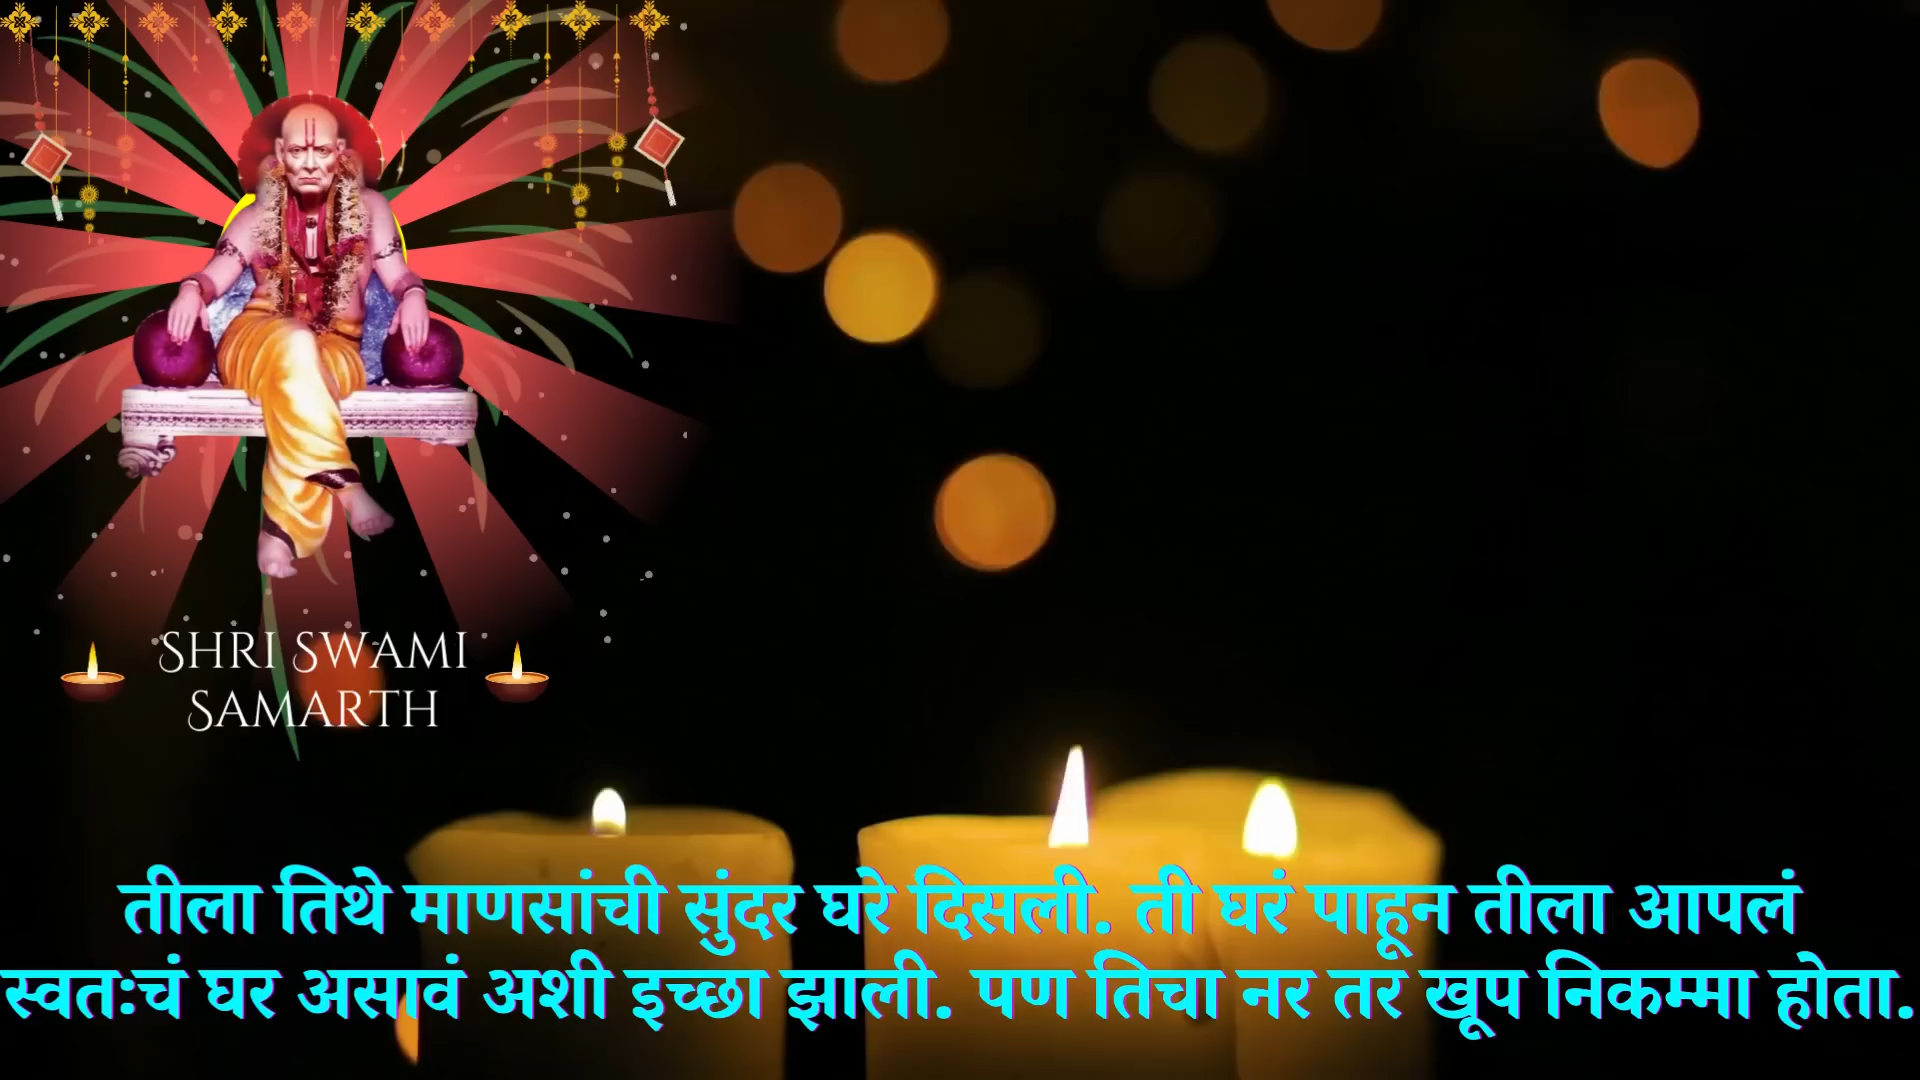 SHRI SWAMI
SAMARTH
तीला तिथे माणसांची सुंदर घरे दिसली. ती घरं पाहून तीला आपलं
स्वतःचं घर असावं अशी इच्छा झाली. पण तिचा नर तर खूप निकम्मा होता.